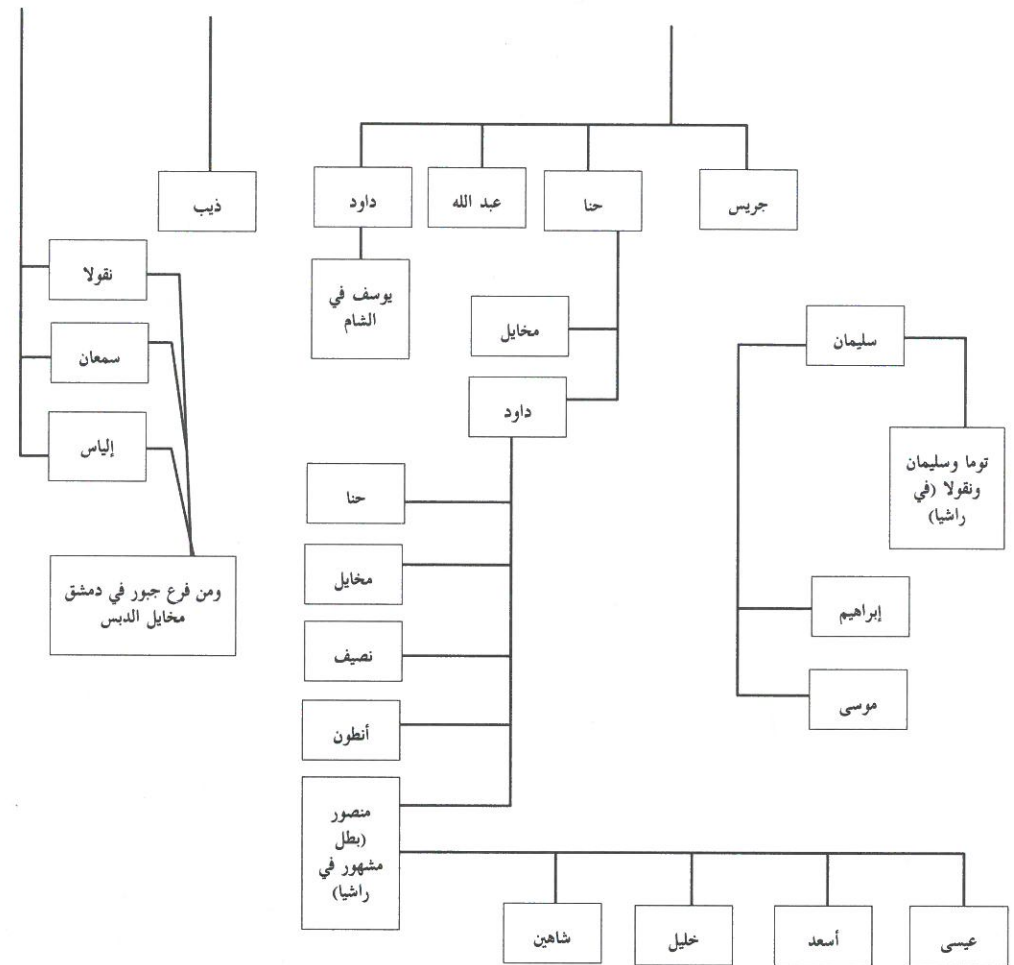 جريس
حنا
عبد الله
داود
ذيب
يوسف في
الشام
نقولا
سمعان
إلياس
ومن فرع جبور في دمشق
مخايل الدبس
مخايل
داود
سليمان
توما وسليمان
ونقولا (في
راشيا)
إبراهيم
موسى
حنا
مخايل
نصيف
أنطون
منصور
(بطل
مشهور في
راشيا)
عيسى
أسعد
خليل
شاهين